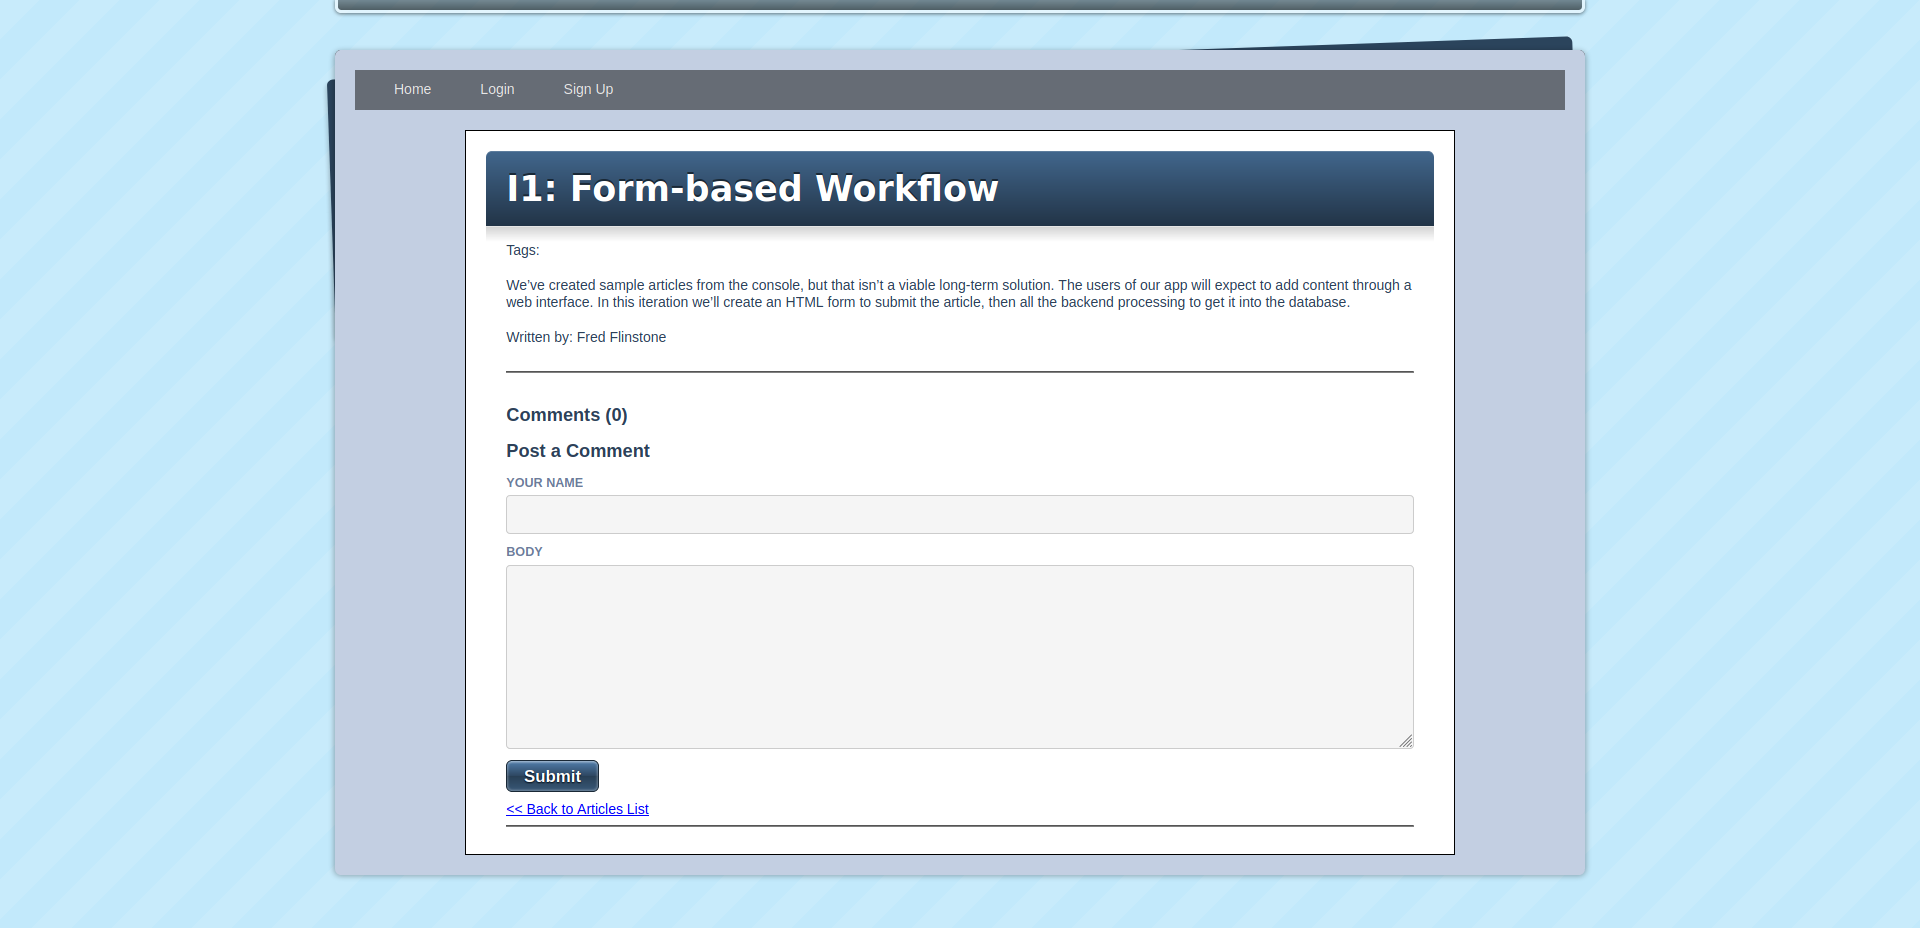 Home Login Sign Up
I1: Form-based Workflow
Tags:
We’ve created sample articles from the console, but that isn’t a viable long-term solution. The users of our app will expect to add content through a
web interface. In this iteration we’ll create an HTML form to submit the article, then all the backend processing to get it into the database.
Written by: Fred Flinstone
Comments (0)
Post a Comment
YOUR NAME
BODY
Submit
<< Back to Articles List